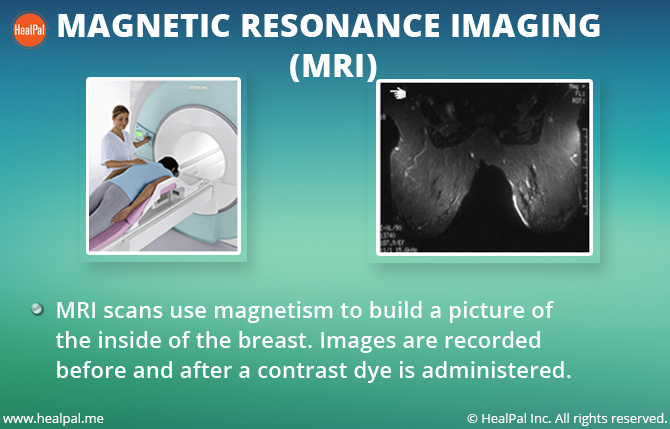 HealPal
MAGNETIC RESONANCE IMAGING
(MRI)
SIEMENS
MRI scans use magnetism to build a picture of
the inside of the breast. Images are recorded
before and after a contrast dye is administered.
www.healpal.me
© HealPal Inc. All rights reserved.